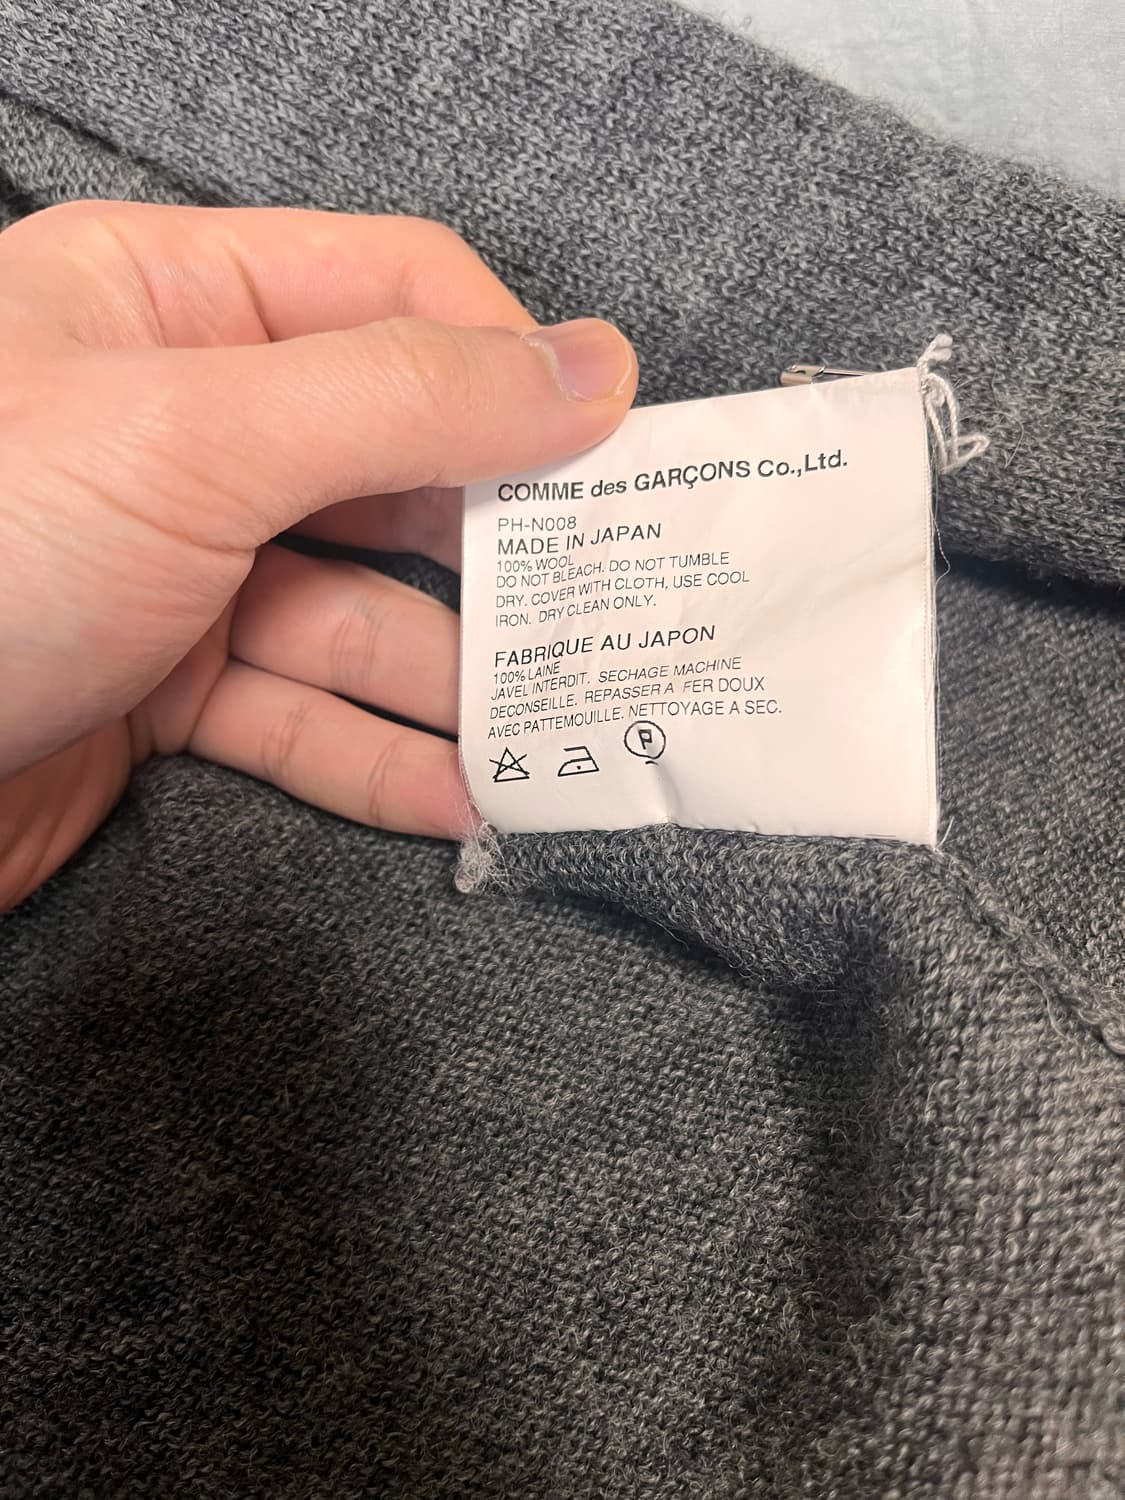 COMME des GARÇONS Co.,Ltd.
PH-N008
MADE IN JAPAN
100% WOOL
DO NOT BLEACH. DO NOT TUMBLE
DRY. COVER WITH CLOTH, USE COOL
IRON. DRY CLEAN ONLY.
FABRIQUE AU JAPON
100% LAINE
JAVEL INTERDIT. SECHAGE MACHINE
DECONSEILLE. REPASSER A FER DOUX
AVEC PATTEMOUILLE. NETTOYAGE A SEC.
P